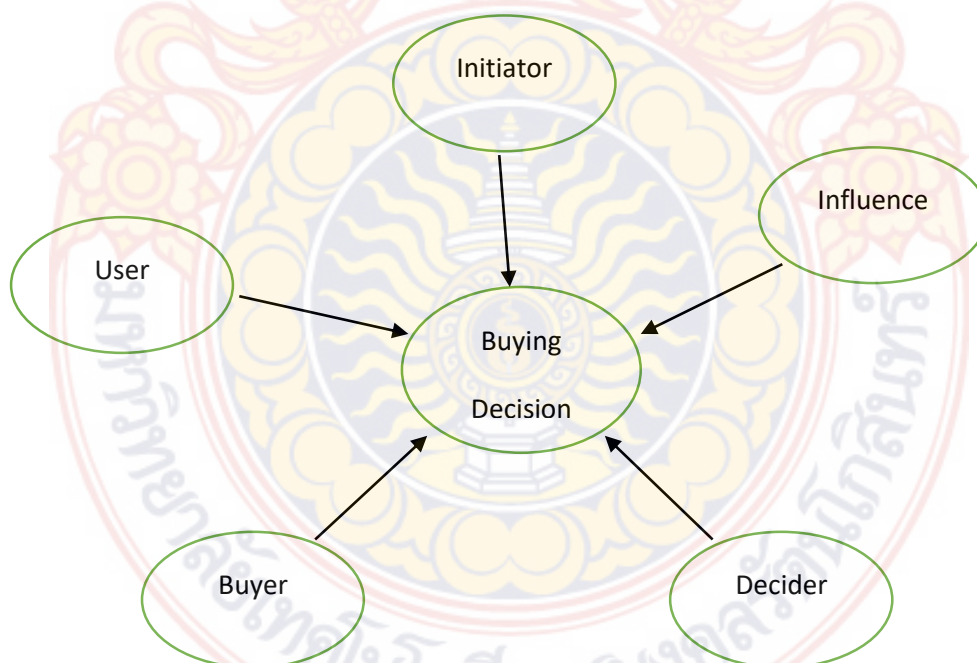 Initiator
Influence
User
Buying
Decision
Buyer
Decider